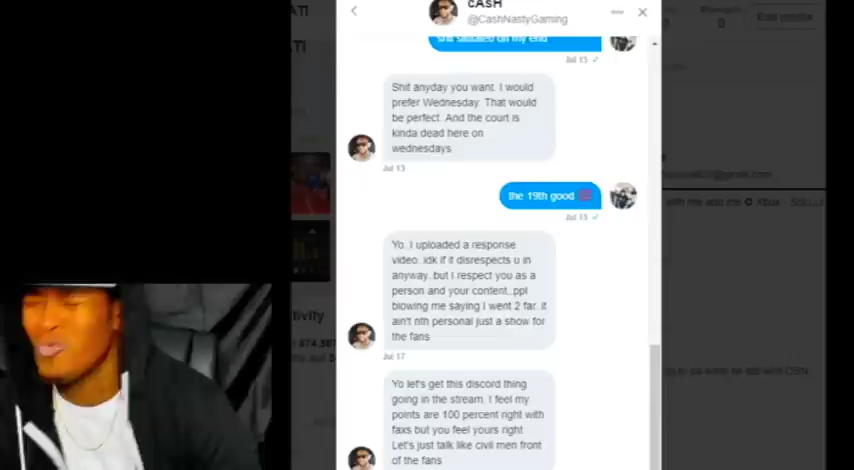 CASH
@CashNastyGaming
Edit profile
Jul 15 ✓
Shit anyday you want. I would
prefer Wednesday. That would
be perfect. And the court is
kinda dead here on
wednesdays
Jul 15
the 19th good
Jul 15 ✓
Yo..I uploaded a response
video..idk if it disrespects u in
anyway..but I respect you as a
person and your content..ppl
blowing me saying I went 2 far..it
ain't nth personal just a show for
the fans
Jul 17
Yo let's get this discord thing
going in the stream. I feel my
points are 100 percent right with
faxs but you feel yours right
Let's just talk like civil men front
of the fans